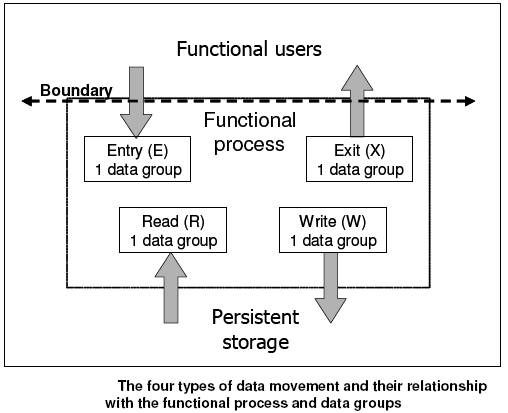 Functional users
Boundary
Functional
process
Entry (E)
1 data group
Exit (X)
1 data group
Read (R)
1 data group
Write (W)
1 data group
Persistent
storage
The four types of data movement and their relationship
with the functional process and data groups